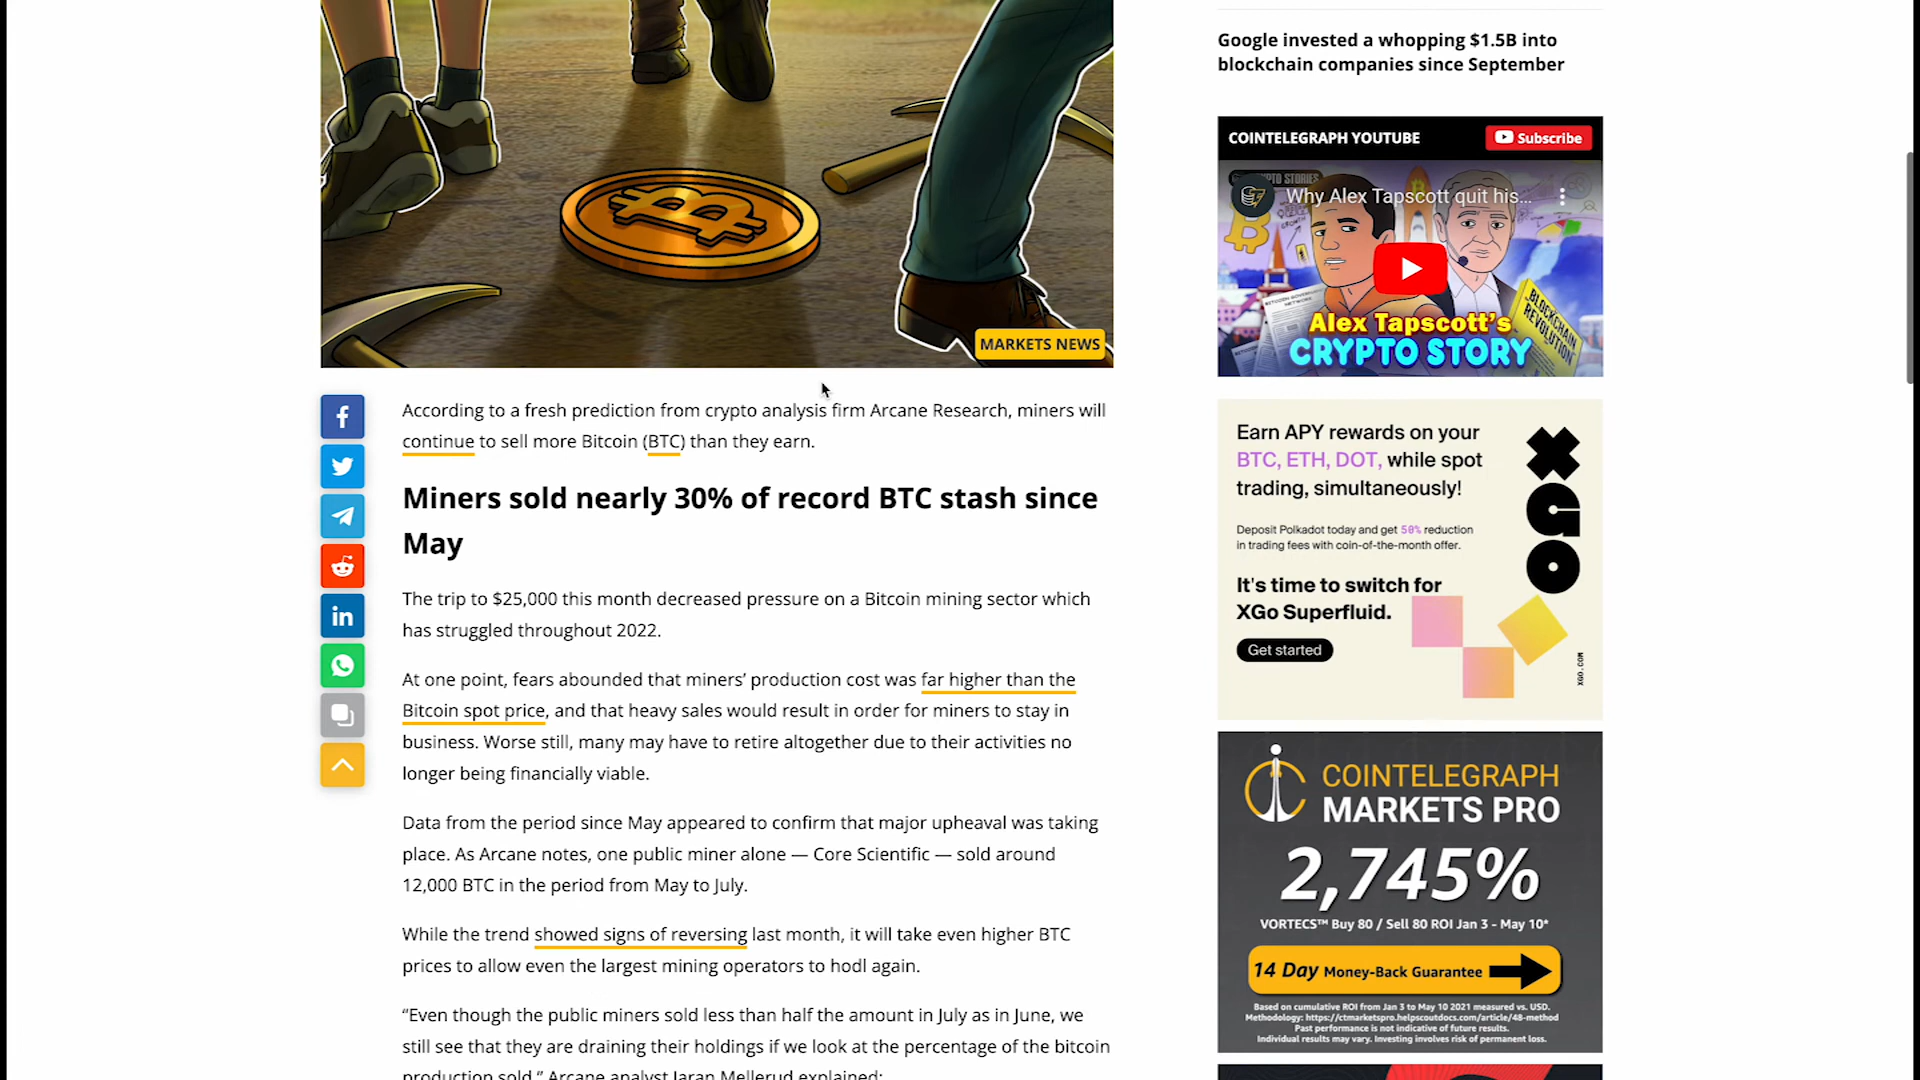 MARKETS NEWS
According to a fresh prediction from crypto analysis firm Arcane Research, miners will
continue to sell more Bitcoin (BTC) than they earn.
Miners sold nearly 30% of record BTC stash since
May
The trip to $25,000 this month decreased pressure on a Bitcoin mining sector which
has struggled throughout 2022.
At one point, fears abounded that miners’ production cost was far higher than the
Bitcoin spot price, and that heavy sales would result in order for miners to stay in
business. Worse still, many may have to retire altogether due to their activities no
longer being financially viable.
Data from the period since May appeared to confirm that major upheaval was taking
place. As Arcane notes, one public miner alone — Core Scientific — sold around
12,000 BTC in the period from May to July.
While the trend showed signs of reversing last month, it will take even higher BTC
prices to allow even the largest mining operators to hodl again.
“Even though the public miners sold less than half the amount in July as in June, we
still see that they are draining their holdings if we look at the percentage of the bitcoin
production sold,” Arcane analyst Jaran Mellerud explained:
Google invested a whopping $1.5B into
blockchain companies since September
COINTELEGRAPH YOUTUBE
Subscribe
Why Alex Tapscott quit his...
BLOCKCHAIN
REVOLUTION
Alex Tapscott's
CRYPTO STORY
Earn APY rewards on your
BTC, ETH, DOT, while spot
trading, simultaneously!
Deposit Polkadot today and get 50% reduction
in trading fees with coin-of-the-month offer.
It's time to switch for
XGo Superfluid.
Get started
XGO
XGO.COM
COINTELEGRAPH
MARKETS PRO
2,745%
VORTECS™ Buy 80 / Sell 80 ROI Jan 3 - May 10*
14 Day Money-Back Guarantee
Based on cumulative ROI from Jan 3 to May 10 2021 measured vs. USD.
Methodology: https://ctmarketspro.helpscoutdocs.com/article/48-method
Past performance is not indicative of future results.
Individual results may vary. Investing involves risk of permanent loss.